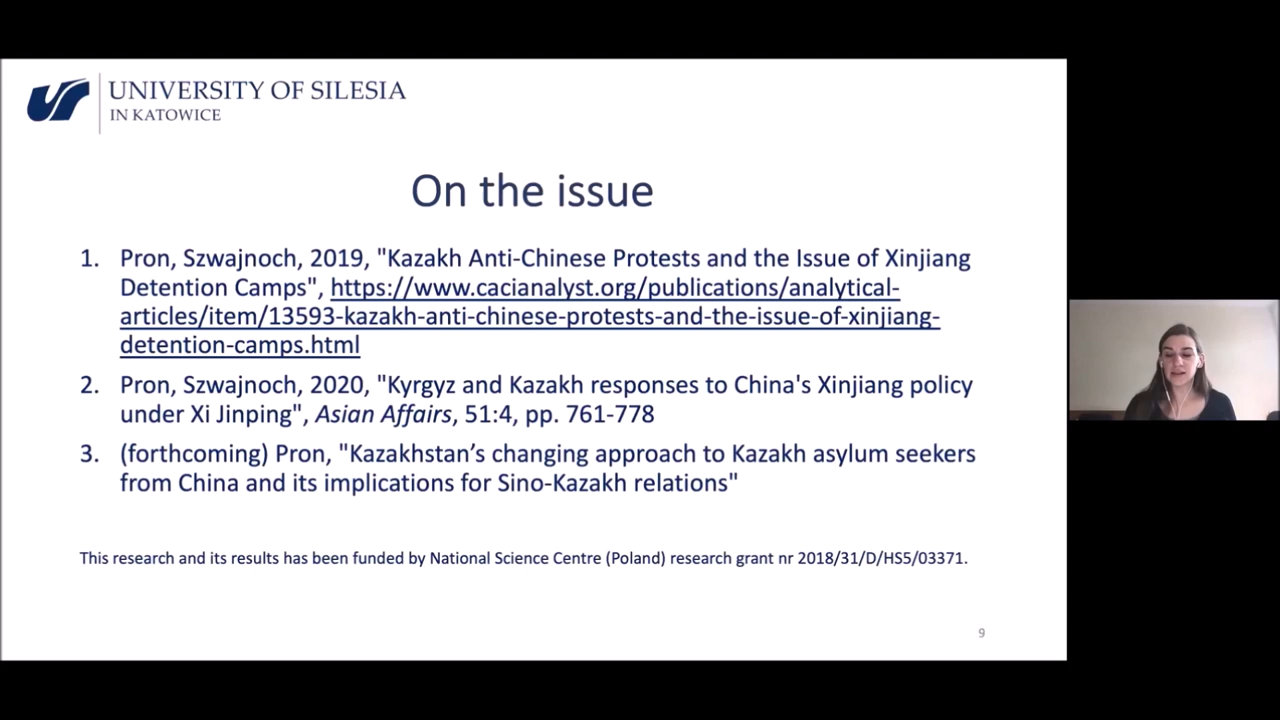 UNIVERSITY OF SILESIA
IN KATOWICE
On the issue
1. Pron, Szwajnoch, 2019, "Kazakh Anti-Chinese Protests and the Issue of Xinjiang
Detention Camps", https://www.cacianalyst.org/publications/analytical-
articles/item/13593-kazakh-anti-chinese-protests-and-the-issue-of-xinjiang-
detention-camps.html
2. Pron, Szwajnoch, 2020, "Kyrgyz and Kazakh responses to China's Xinjiang policy
under Xi Jinping", Asian Affairs, 51:4, pp. 761-778
3. (forthcoming) Pron, "Kazakhstan’s changing approach to Kazakh asylum seekers
from China and its implications for Sino-Kazakh relations"
This research and its results has been funded by National Science Centre (Poland) research grant nr 2018/31/D/HS5/03371.
9